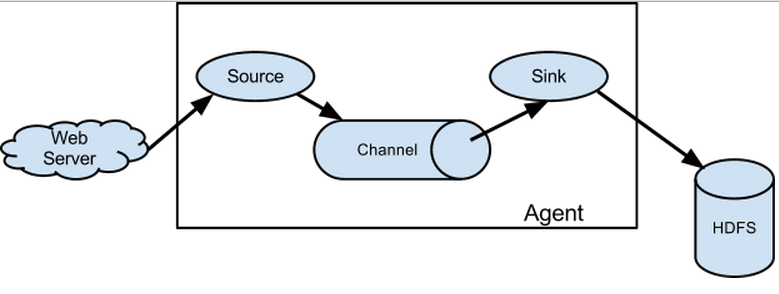 Web
Server
Source
Channel
Sink
Agent
HDFS